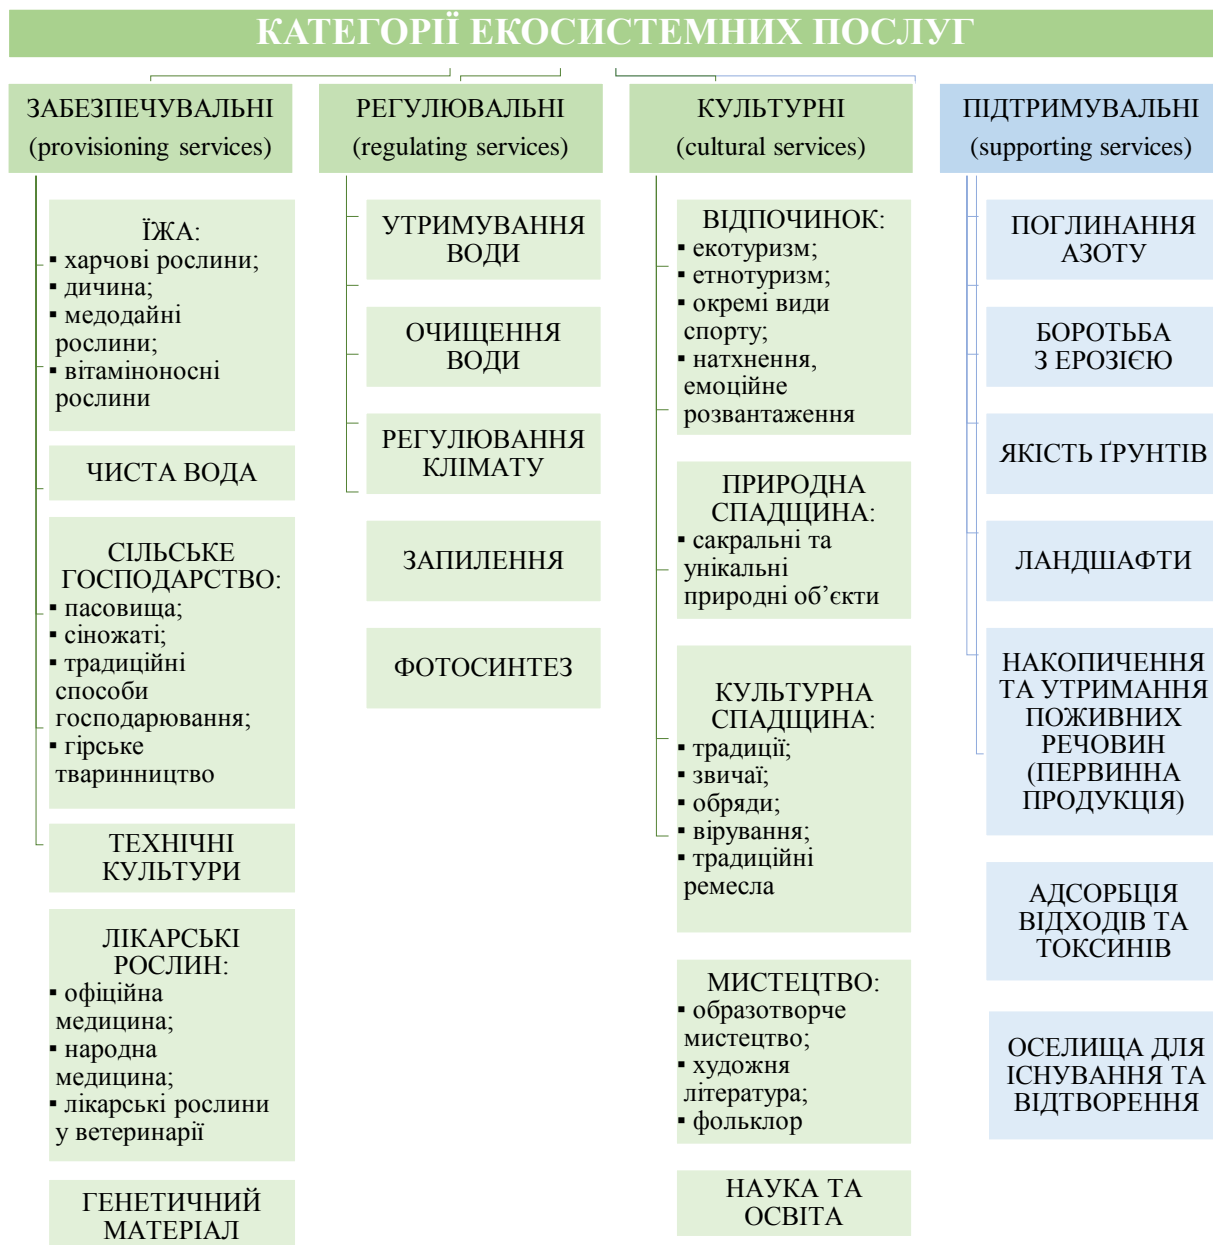 КАТЕГОРІЇ ЕКОСИСТЕМНИХ ПОСЛУГ
ЗАБЕЗПЕЧУВАЛЬНІ
(provisioning services)
ЇЖА:
▪ харчові рослини;
▪ дичина;
▪ медодайні
рослини;
▪ вітаміноносні
рослини
ЧИСТА ВОДА
СІЛЬСЬКЕ
ГОСПОДАРСТВО:
▪ пасовища;
▪ сіножаті;
▪ традиційні
способи
господарювання;
▪ гірське
тваринництво
ТЕХНІЧНІ
КУЛЬТУРИ
ЛІКАРСЬКІ
РОСЛИН:
▪ офіційна
медицина;
▪ народна
медицина;
▪ лікарські рослини
у ветеринарії
ГЕНЕТИЧНИЙ
МАТЕРІАЛ
РЕГУЛЮВАЛЬНІ
(regulating services)
УТРИМУВАННЯ
ВОДИ
ОЧИЩЕННЯ
ВОДИ
РЕГУЛЮВАННЯ
КЛІМАТУ
ЗАПИЛЕННЯ
ФОТОСИНТЕЗ
КУЛЬТУРНІ
(cultural services)
ВІДПОЧИНОК:
▪ екотуризм;
▪ етнотуризм;
▪ окремі види
спорту;
▪ натхнення,
емоційне
розвантаження
ПРИРОДНА
СПАДЩИНА:
▪ сакральні та
унікальні
природні об’єкти
КУЛЬТУРНА
СПАДЩИНА:
▪ традиції;
▪ звичаї;
▪ обряди;
▪ вірування;
▪ традиційні
ремесла
МИСТЕЦТВО:
▪ образотворче
мистецтво;
▪ художня
література;
▪ фольклор
НАУКА ТА
ОСВІТА
ПІДТРИМУВАЛЬНІ
(supporting services)
ПОГЛИНАННЯ
АЗОТУ
БОРОТЬБА
З ЕРОЗІЄЮ
ЯКІСТЬ ҐРУНТІВ
ЛАНДШАФТИ
НАКОПИЧЕННЯ
ТА УТРИМАННЯ
ПОЖИВНИХ
РЕЧОВИН
(ПЕРВИННА
ПРОДУКЦІЯ)
АДСОРБЦІЯ
ВІДХОДІВ ТА
ТОКСИНІВ
ОСЕЛИЩА ДЛЯ
ІСНУВАННЯ ТА
ВІДТВОРЕННЯ